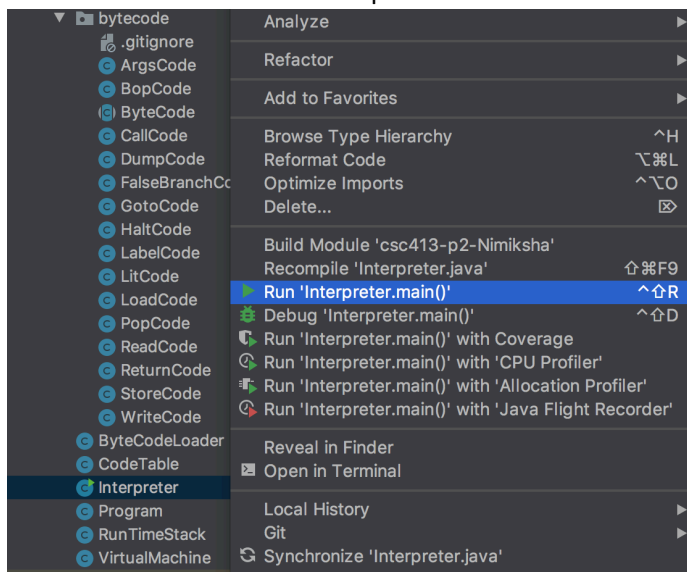 bytecode
.gitignore
ArgsCode
BopCode
ByteCode
CallCode
DumpCode
FalseBranchCo
GotoCode
HaltCode
LabelCode
LitCode
LoadCode
PopCode
ReadCode
ReturnCode
StoreCode
WriteCode
ByteCodeLoader
CodeTable
Interpreter
Program
RunTimeStack
VirtualMachine
Analyze
Refactor
Add to Favorites
Browse Type Hierarchy ^H
Reformat Code ⌥⌘L
Optimize Imports ^⌥O
Delete... ⌦
Build Module 'csc413-p2-Nimiksha'
Recompile 'Interpreter.java' ⇧⌘F9
Run 'Interpreter.main()' ^⇧R
Debug 'Interpreter.main()' ^⇧D
Run 'Interpreter.main()' with Coverage
Run 'Interpreter.main()' with 'CPU Profiler'
Run 'Interpreter.main()' with 'Allocation Profiler'
Run 'Interpreter.main()' with 'Java Flight Recorder'
Reveal in Finder
Open in Terminal
Local History
Git
Synchronize 'Interpreter.java'